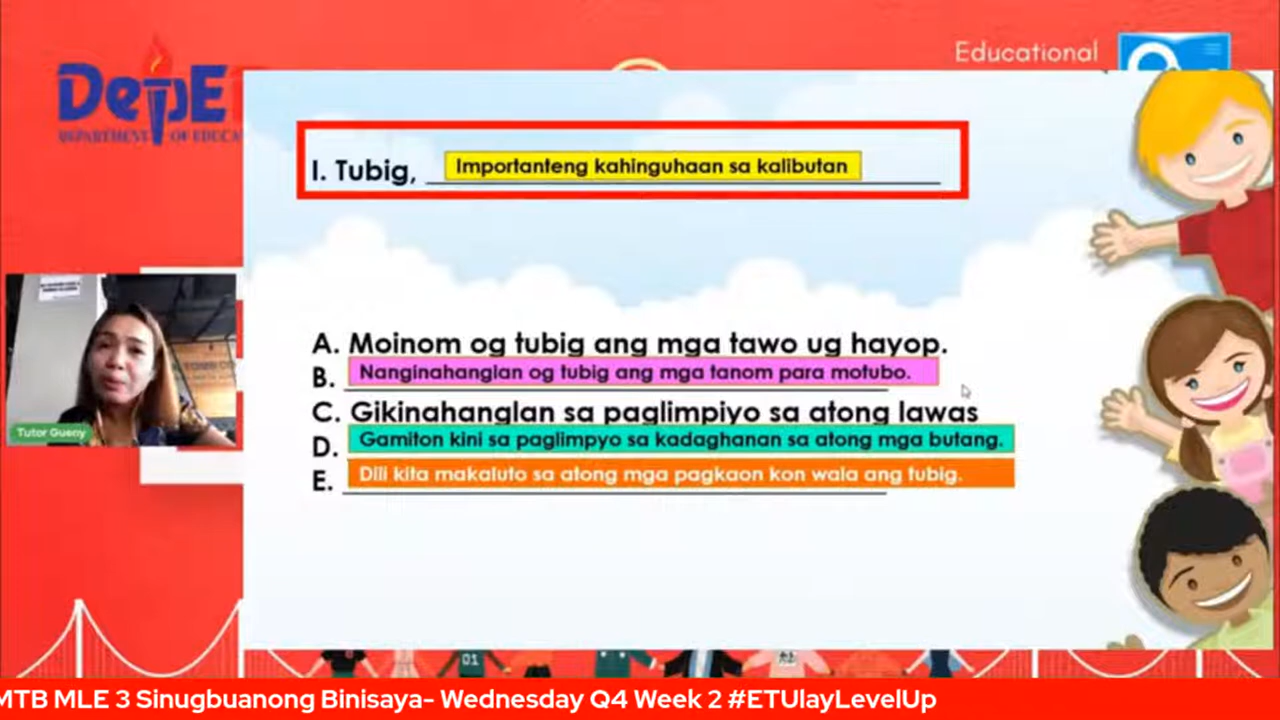 Educational
DepE
DEPARTMENT OF EDUCA
I. Tubig, Importanteng kahinguhaan sa kalibutan
A. Moinom og tubig ang mga tawo ug hayop.
B. Nanginahanglan og tubig ang mga tanom para motubo.
C. Gikinahanglan sa paglimpiyo sa atong lawas
D. Gamiton kini sa paglimpyo sa kadaghanan sa atong mga butang.
E. Dili kita makaluto sa atong mga pagkaon kon wala ang tubig.
Tutor Gueny
01
MTB MLE 3 Sinugbuanong Binisaya- Wednesday Q4 Week 2 #ETUlayLevelUp